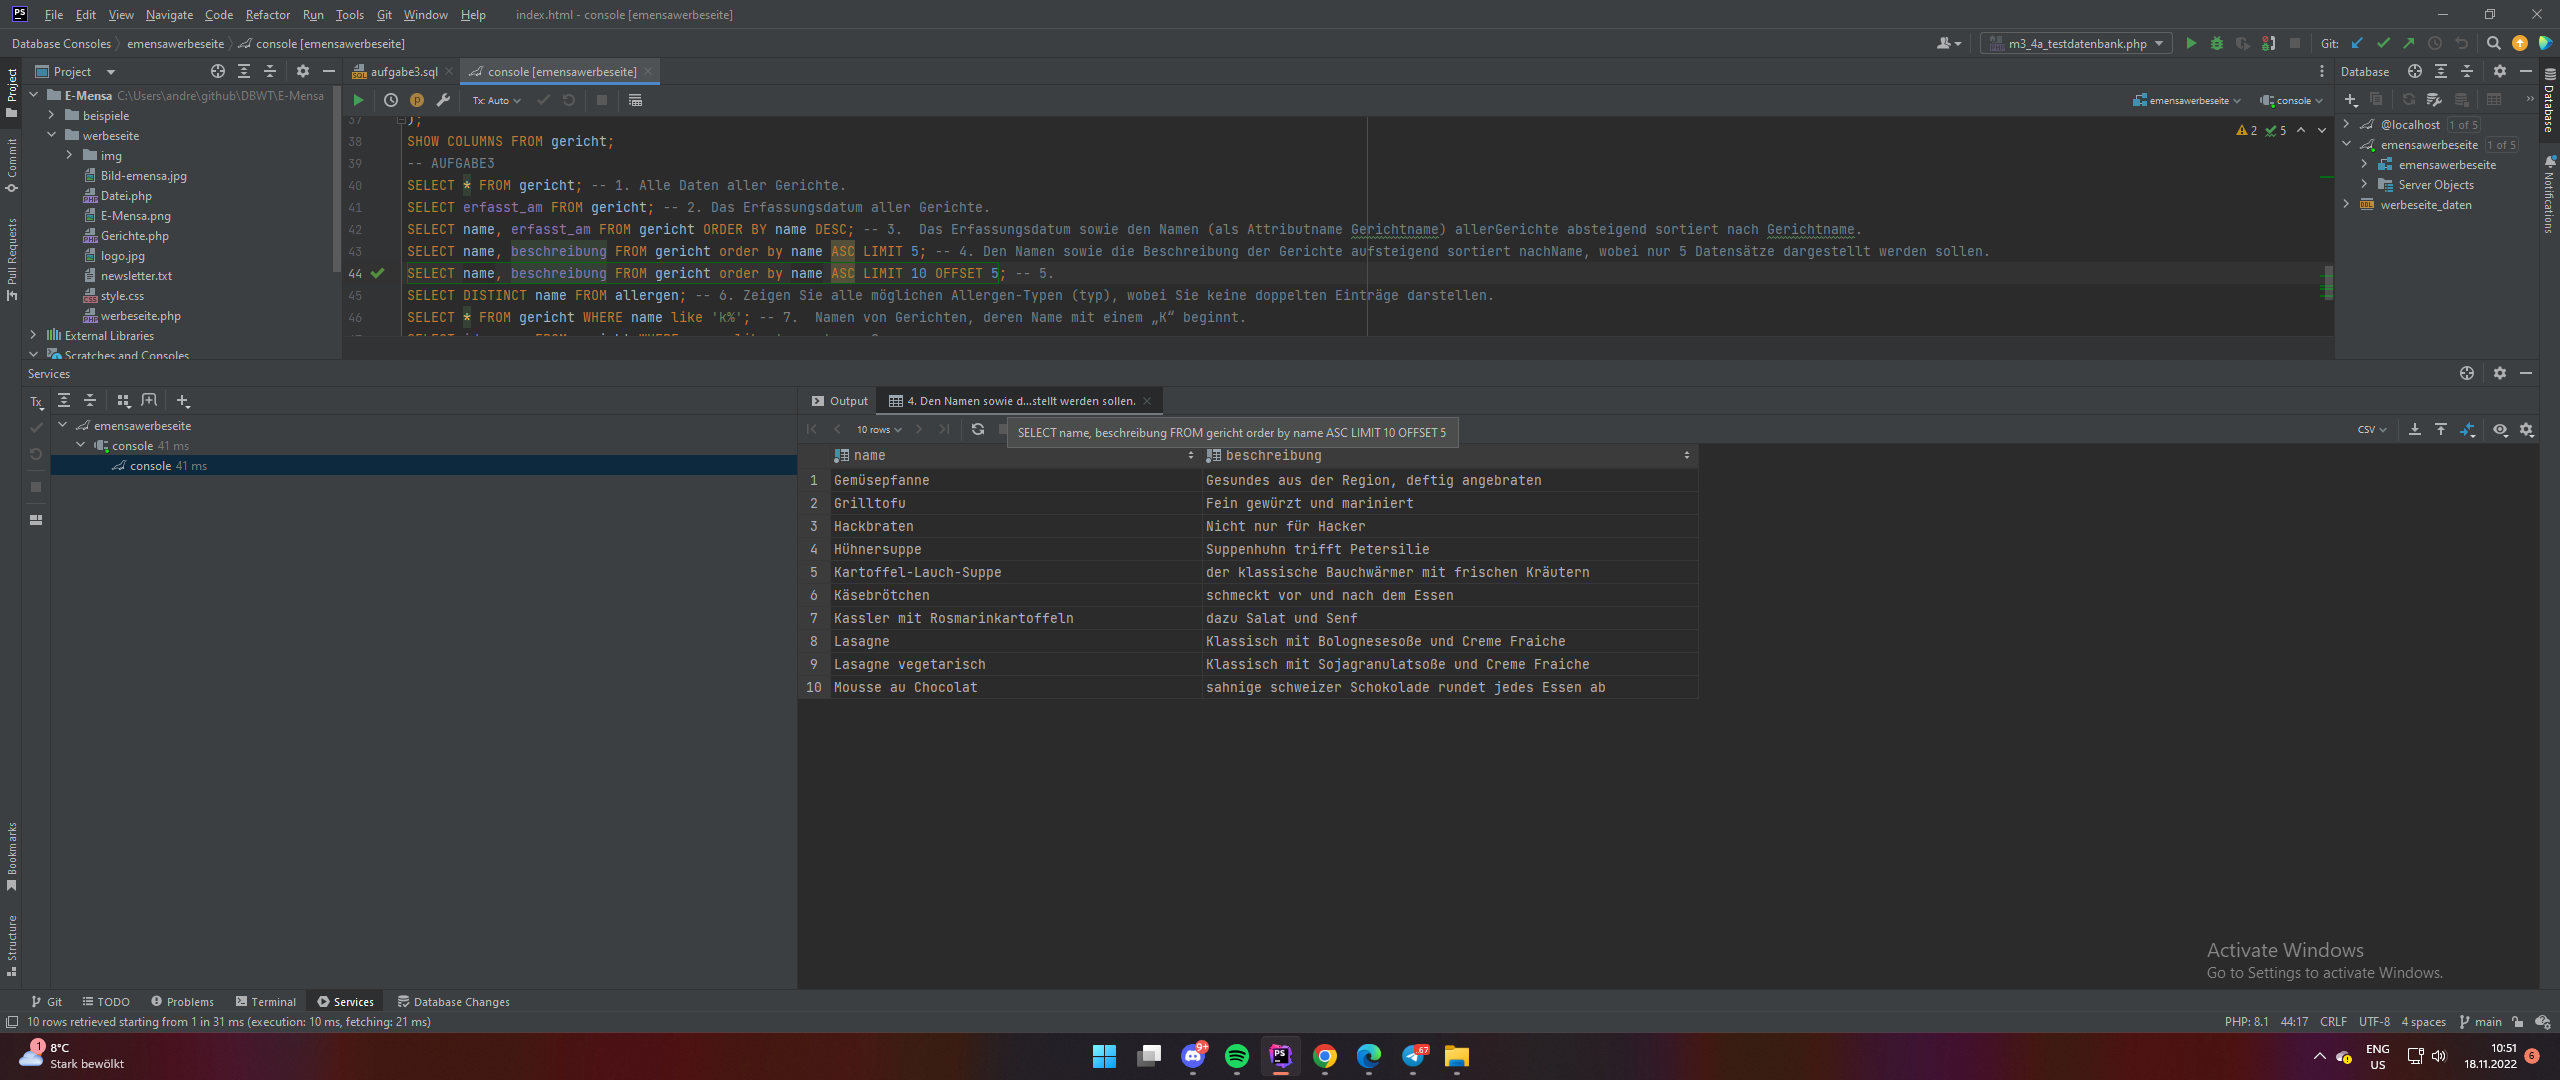 File Edit View Navigate Code Refactor Run Tools Git Window Help index.html - console [emensawerbeseite]
Database Consoles emensawerbeseite console [emensawerbeseite] m3_4a_testdatenbank.php Git:
Project aufgabe3.sql console [emensawerbeseite] Database
Tx: Auto emensawerbeseite console
E-Mensa C:\Users\andre\github\DBWT\E-Mensa
beispiele
werbeseite
img
Bild-emensa.jpg
Datei.php
E-Mensa.png
Gerichte.php
logo.jpg
newsletter.txt
style.css
werbeseite.php
External Libraries
Scratches and Consoles
37 );
38 SHOW COLUMNS FROM gericht;
39 -- AUFGABE3
40 SELECT * FROM gericht; -- 1. Alle Daten aller Gerichte.
41 SELECT erfasst_am FROM gericht; -- 2. Das Erfassungsdatum aller Gerichte.
42 SELECT name, erfasst_am FROM gericht ORDER BY name DESC; -- 3.  Das Erfassungsdatum sowie den Namen (als Attributname Gerichtname) allerGerichte absteigend sortiert nach Gerichtname.
43 SELECT name, beschreibung FROM gericht order by name ASC LIMIT 5; -- 4. Den Namen sowie die Beschreibung der Gerichte aufsteigend sortiert nachName, wobei nur 5 Datensätze dargestellt werden sollen.
44 SELECT name, beschreibung FROM gericht order by name ASC LIMIT 10 OFFSET 5; -- 5.
45 SELECT DISTINCT name FROM allergen; -- 6. Zeigen Sie alle möglichen Allergen-Typen (typ), wobei Sie keine doppelten Einträge darstellen.
46 SELECT * FROM gericht WHERE name like 'k%'; -- 7.  Namen von Gerichten, deren Name mit einem „K“ beginnt.
2 5
@localhost 1 of 5
emensawerbeseite 1 of 5
emensawerbeseite
Server Objects
werbeseite_daten
Project
Commit
Pull Requests
Bookmarks
Structure
Database
Notifications
Services
Tx
emensawerbeseite
console 41 ms
console 41 ms
Output 4. Den Namen sowie d...stellt werden sollen.
10 rows CSV
SELECT name, beschreibung FROM gericht order by name ASC LIMIT 10 OFFSET 5
name beschreibung
1 Gemüsepfanne Gesundes aus der Region, deftig angebraten
2 Grilltofu Fein gewürzt und mariniert
3 Hackbraten Nicht nur für Hacker
4 Hühnersuppe Suppenhuhn trifft Petersilie
5 Kartoffel-Lauch-Suppe der klassische Bauchwärmer mit frischen Kräutern
6 Käsebrötchen schmeckt vor und nach dem Essen
7 Kassler mit Rosmarinkartoffeln dazu Salat und Senf
8 Lasagne Klassisch mit Bolognesesoße und Creme Fraiche
9 Lasagne vegetarisch Klassisch mit Sojagranulatsoße und Creme Fraiche
10 Mousse au Chocolat sahnige schweizer Schokolade rundet jedes Essen ab
Activate Windows
Go to Settings to activate Windows.
Git TODO Problems Terminal Services Database Changes
10 rows retrieved starting from 1 in 31 ms (execution: 10 ms, fetching: 21 ms) PHP: 8.1 44:17 CRLF UTF-8 4 spaces main
1 8°C
Stark bewölkt
9+ PS 67
ENG
US
10:51
18.11.2022
6